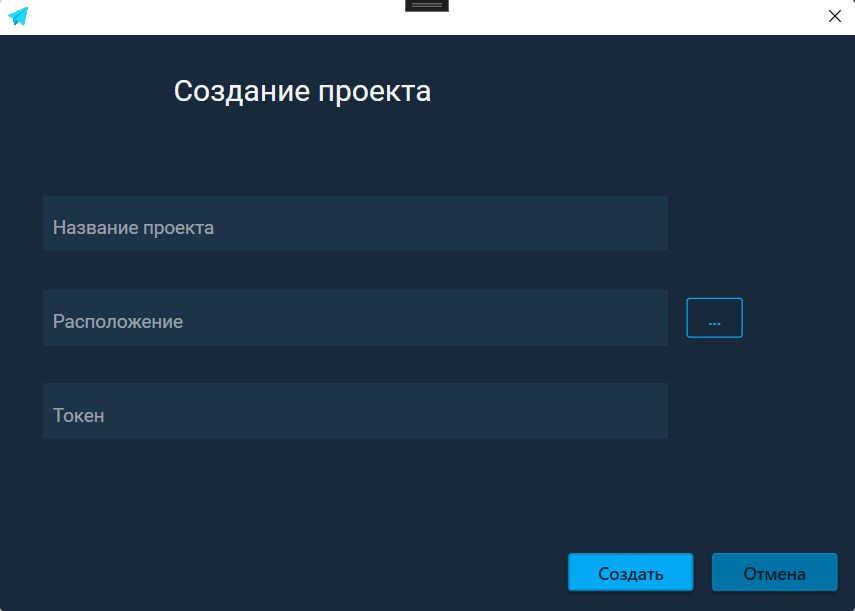 Создание проекта
Название проекта
Расположение
...
Токен
Создать
Отмена